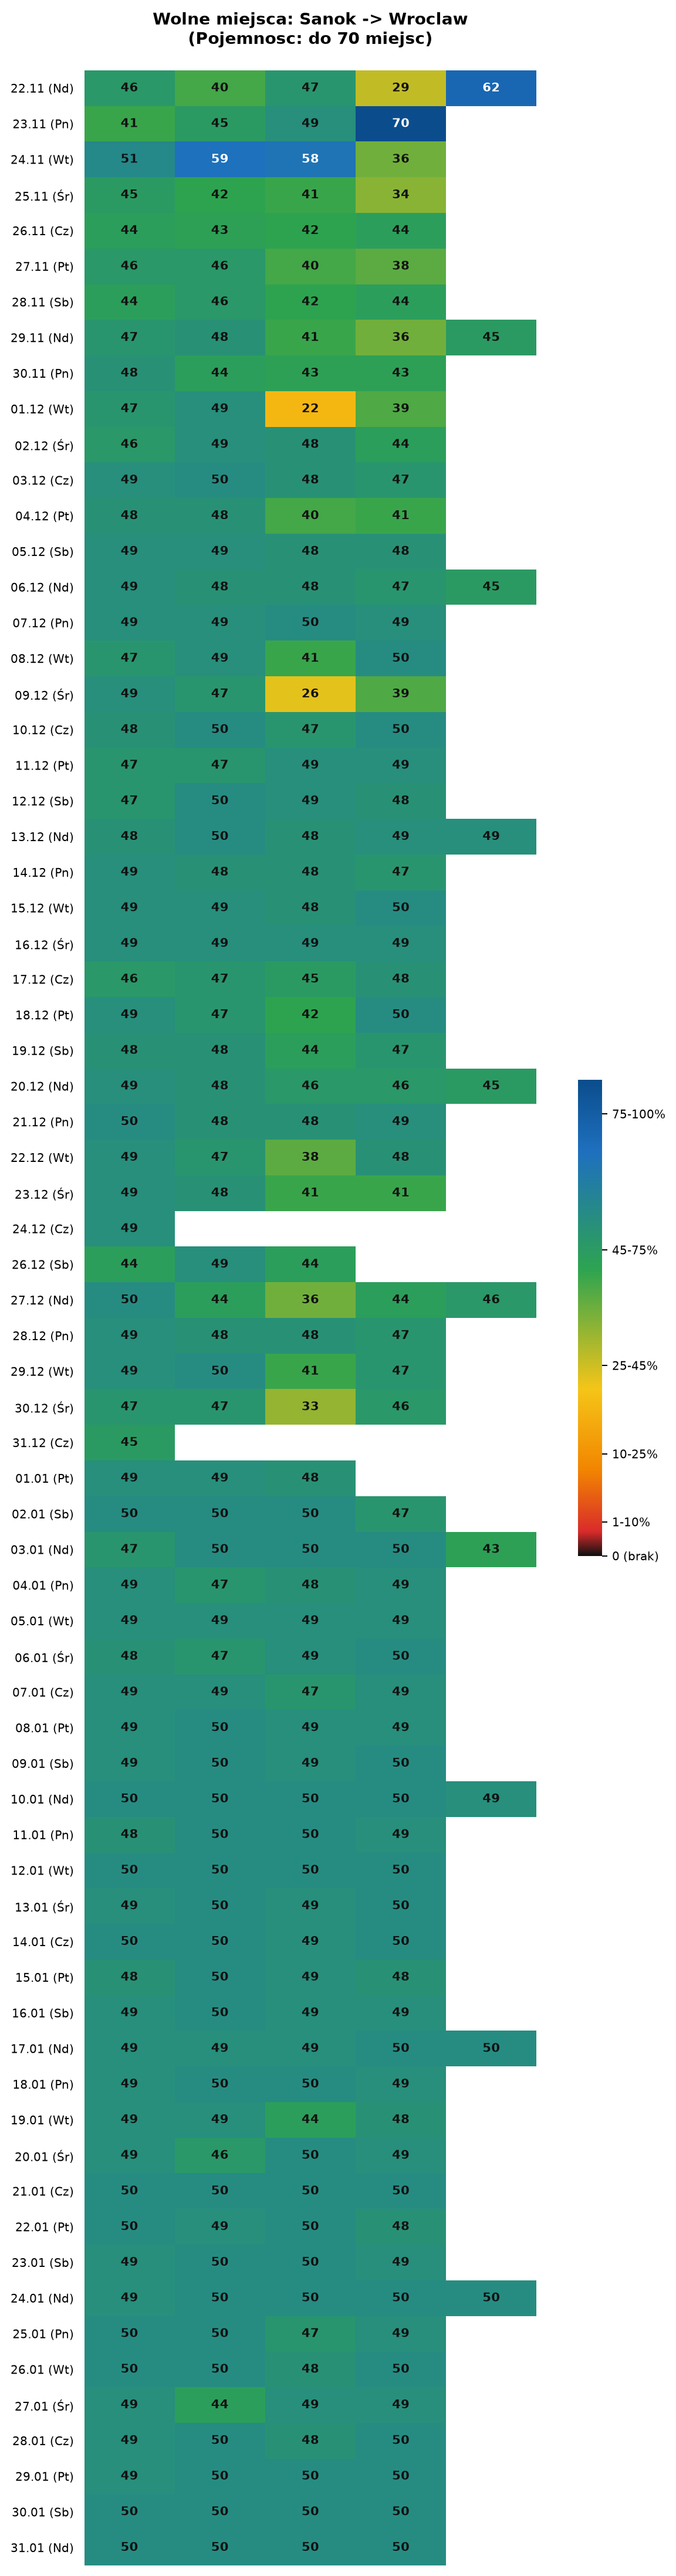 Wolne miejsca: Sanok -> Wroclaw
(Pojemnosc: do 70 miejsc)
22.11 (Nd) 46 40 47 29 62
23.11 (Pn) 41 45 49 70
24.11 (Wt) 51 59 58 36
25.11 (Śr) 45 42 41 34
26.11 (Cz) 44 43 42 44
27.11 (Pt) 46 46 40 38
28.11 (Sb) 44 46 42 44
29.11 (Nd) 47 48 41 36 45
30.11 (Pn) 48 44 43 43
01.12 (Wt) 47 49 22 39
02.12 (Śr) 46 49 48 44
03.12 (Cz) 49 50 48 47
04.12 (Pt) 48 48 40 41
05.12 (Sb) 49 49 48 48
06.12 (Nd) 49 48 48 47 45
07.12 (Pn) 49 49 50 49
08.12 (Wt) 47 49 41 50
09.12 (Śr) 49 47 26 39
10.12 (Cz) 48 50 47 50
11.12 (Pt) 47 47 49 49
12.12 (Sb) 47 50 49 48
13.12 (Nd) 48 50 48 49 49
14.12 (Pn) 49 48 48 47
15.12 (Wt) 49 49 48 50
16.12 (Śr) 49 49 49 49
17.12 (Cz) 46 47 45 48
18.12 (Pt) 49 47 42 50
19.12 (Sb) 48 48 44 47
20.12 (Nd) 49 48 46 46 45
21.12 (Pn) 50 48 48 49
22.12 (Wt) 49 47 38 48
23.12 (Śr) 49 48 41 41
24.12 (Cz) 49
26.12 (Sb) 44 49 44
27.12 (Nd) 50 44 36 44 46
28.12 (Pn) 49 48 48 47
29.12 (Wt) 49 50 41 47
30.12 (Śr) 47 47 33 46
31.12 (Cz) 45
01.01 (Pt) 49 49 48
02.01 (Sb) 50 50 50 47
03.01 (Nd) 47 50 50 50 43
04.01 (Pn) 49 47 48 49
05.01 (Wt) 49 49 49 49
06.01 (Śr) 48 47 49 50
07.01 (Cz) 49 49 47 49
08.01 (Pt) 49 50 49 49
09.01 (Sb) 49 50 49 50
10.01 (Nd) 50 50 50 50 49
11.01 (Pn) 48 50 50 49
12.01 (Wt) 50 50 50 50
13.01 (Śr) 49 50 49 50
14.01 (Cz) 50 50 49 50
15.01 (Pt) 48 50 49 48
16.01 (Sb) 49 50 49 49
17.01 (Nd) 49 49 49 50 50
18.01 (Pn) 49 50 50 49
19.01 (Wt) 49 49 44 48
20.01 (Śr) 49 46 50 49
21.01 (Cz) 50 50 50 50
22.01 (Pt) 50 49 50 48
23.01 (Sb) 49 50 50 49
24.01 (Nd) 49 50 50 50 50
25.01 (Pn) 50 50 47 49
26.01 (Wt) 50 50 48 50
27.01 (Śr) 49 44 49 49
28.01 (Cz) 49 50 48 50
29.01 (Pt) 49 50 50 50
30.01 (Sb) 50 50 50 50
31.01 (Nd) 50 50 50 50
75-100%
45-75%
25-45%
10-25%
1-10%
0 (brak)